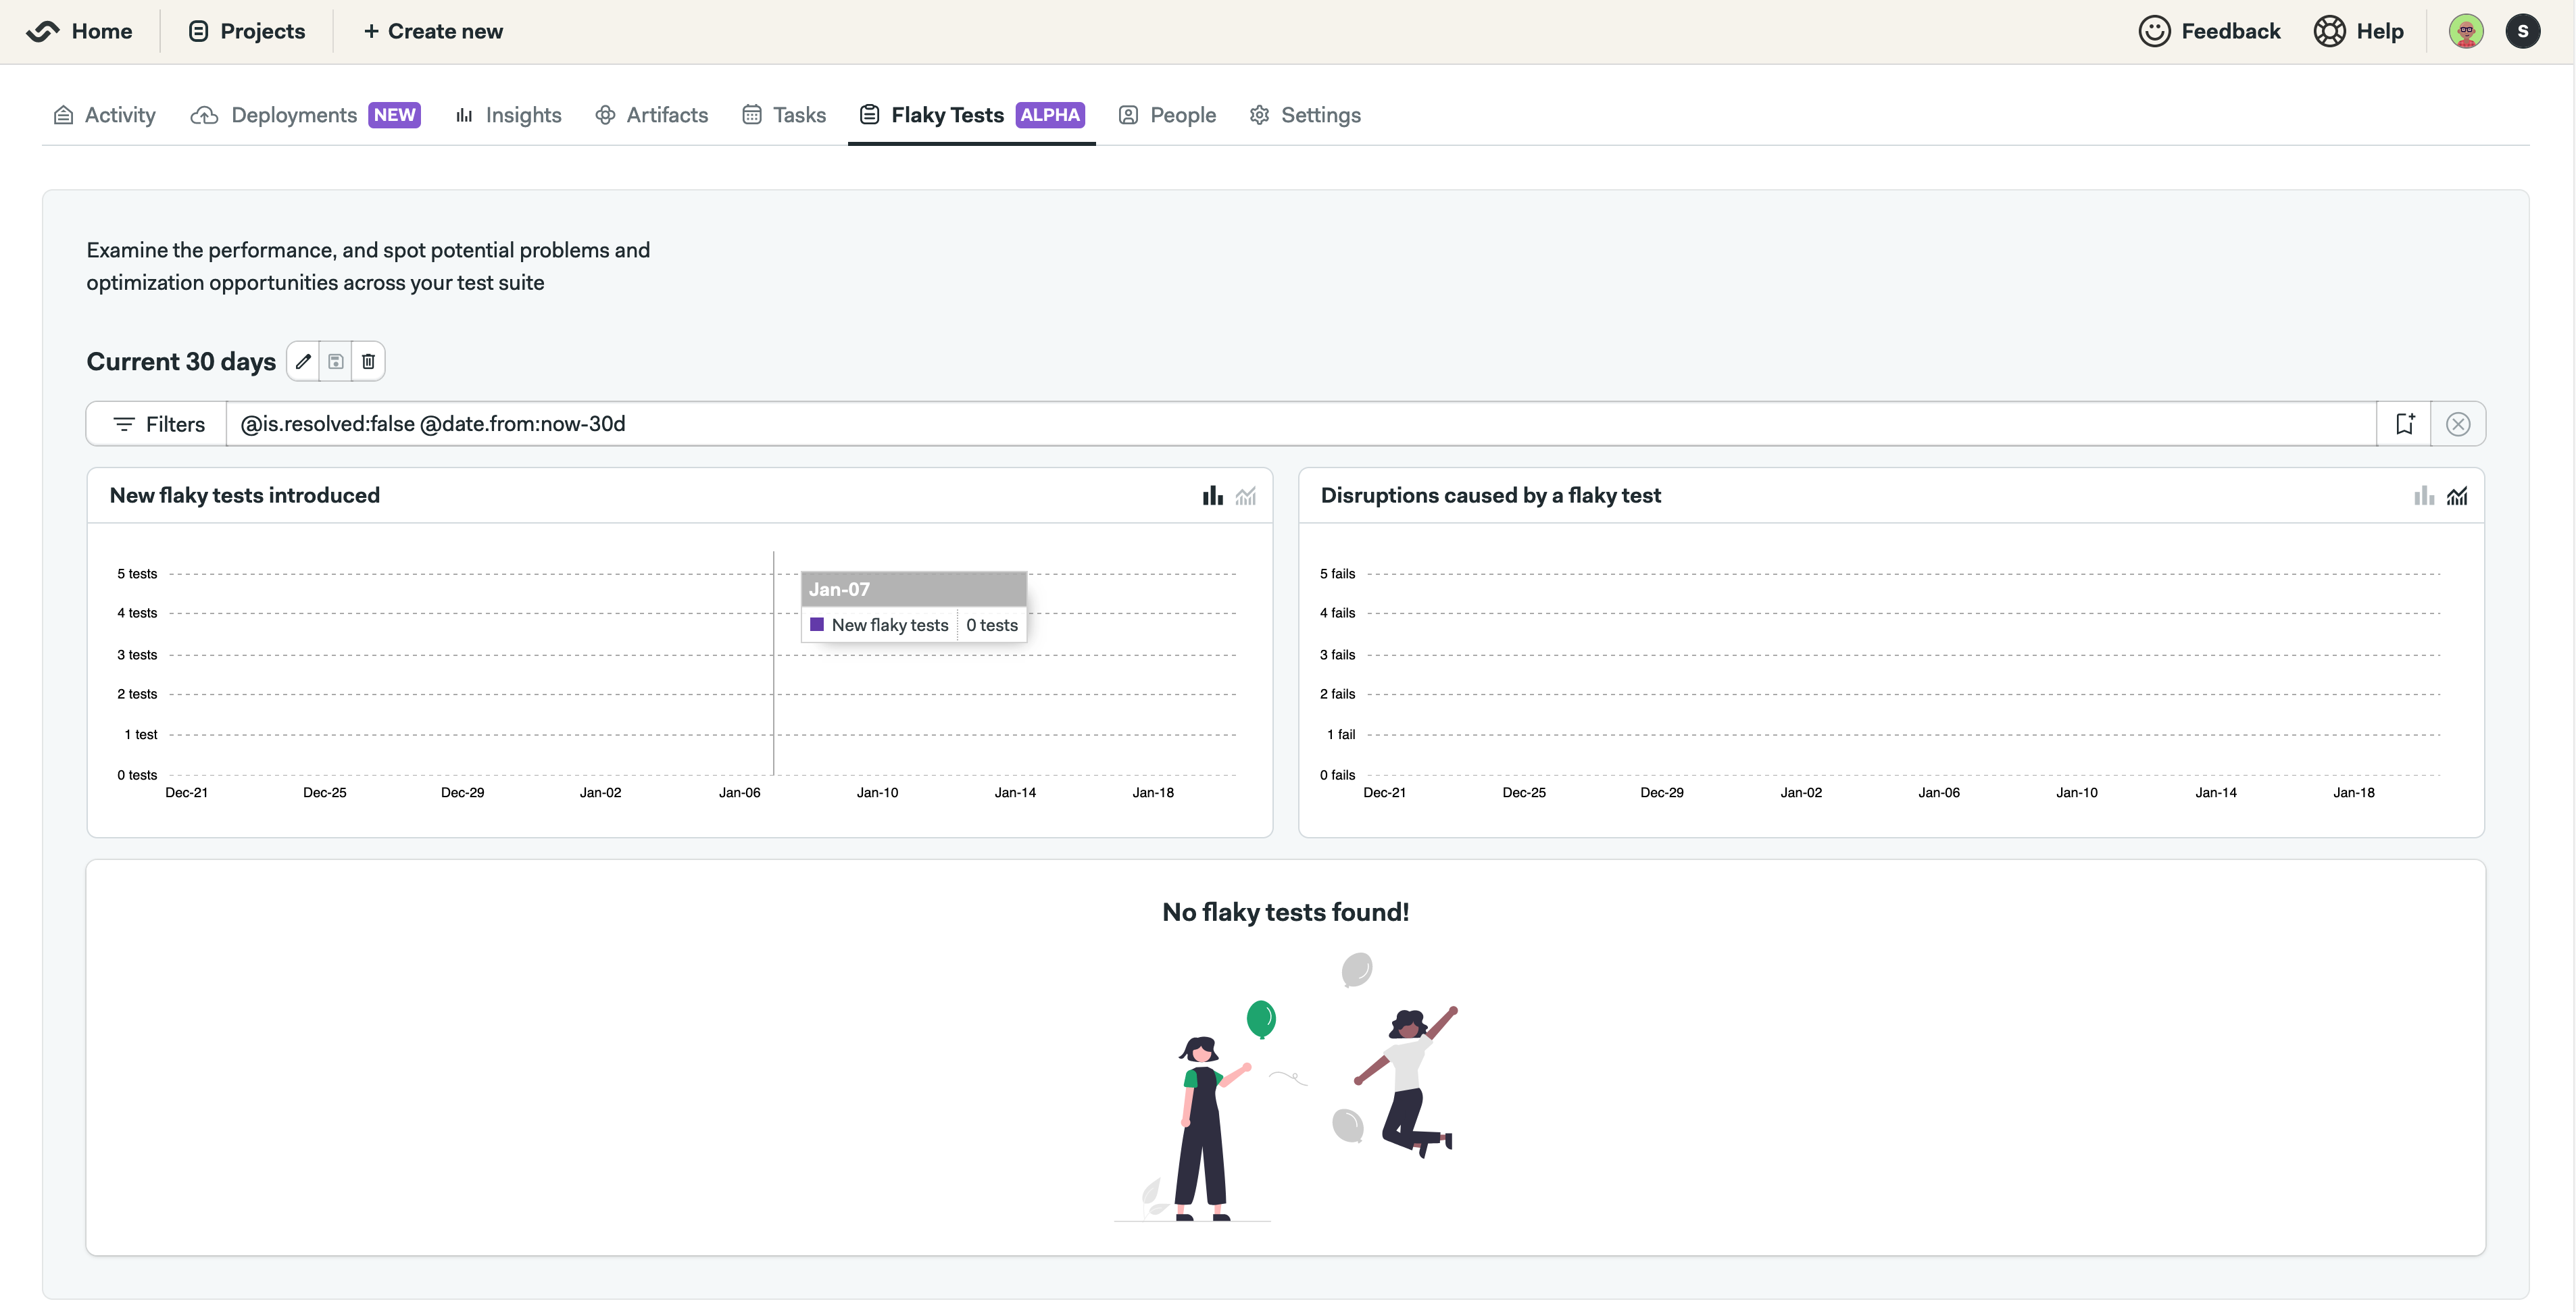 Home
Projects
+ Create new
Feedback
Help
S
Activity
Deployments NEW
Insights
Artifacts
Tasks
Flaky Tests ALPHA
People
Settings
Examine the performance, and spot potential problems and
optimization opportunities across your test suite
Current 30 days
Filters
@is.resolved:false @date.from:now-30d
New flaky tests introduced
5 tests
4 tests
3 tests
2 tests
1 test
0 tests
Dec-21
Dec-25
Dec-29
Jan-02
Jan-06
Jan-10
Jan-14
Jan-18
Jan-07
New flaky tests 0 tests
Disruptions caused by a flaky test
5 fails
4 fails
3 fails
2 fails
1 fail
0 fails
Dec-21
Dec-25
Dec-29
Jan-02
Jan-06
Jan-10
Jan-14
Jan-18
No flaky tests found!